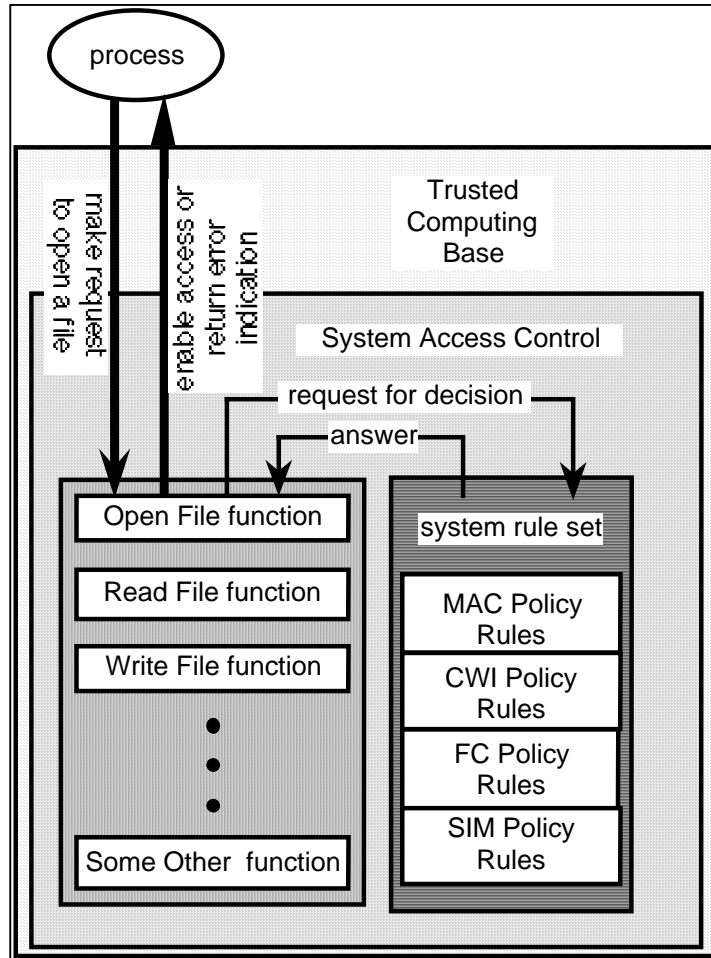 process
make request
to open a file
enable access or
return error
indication
Trusted
Computing
Base
System Access Control
request for decision
answer
Open File function
Read File function
Write File function
Some Other function
system rule set
MAC Policy
Rules
CWI Policy
Rules
FC Policy
Rules
SIM Policy
Rules